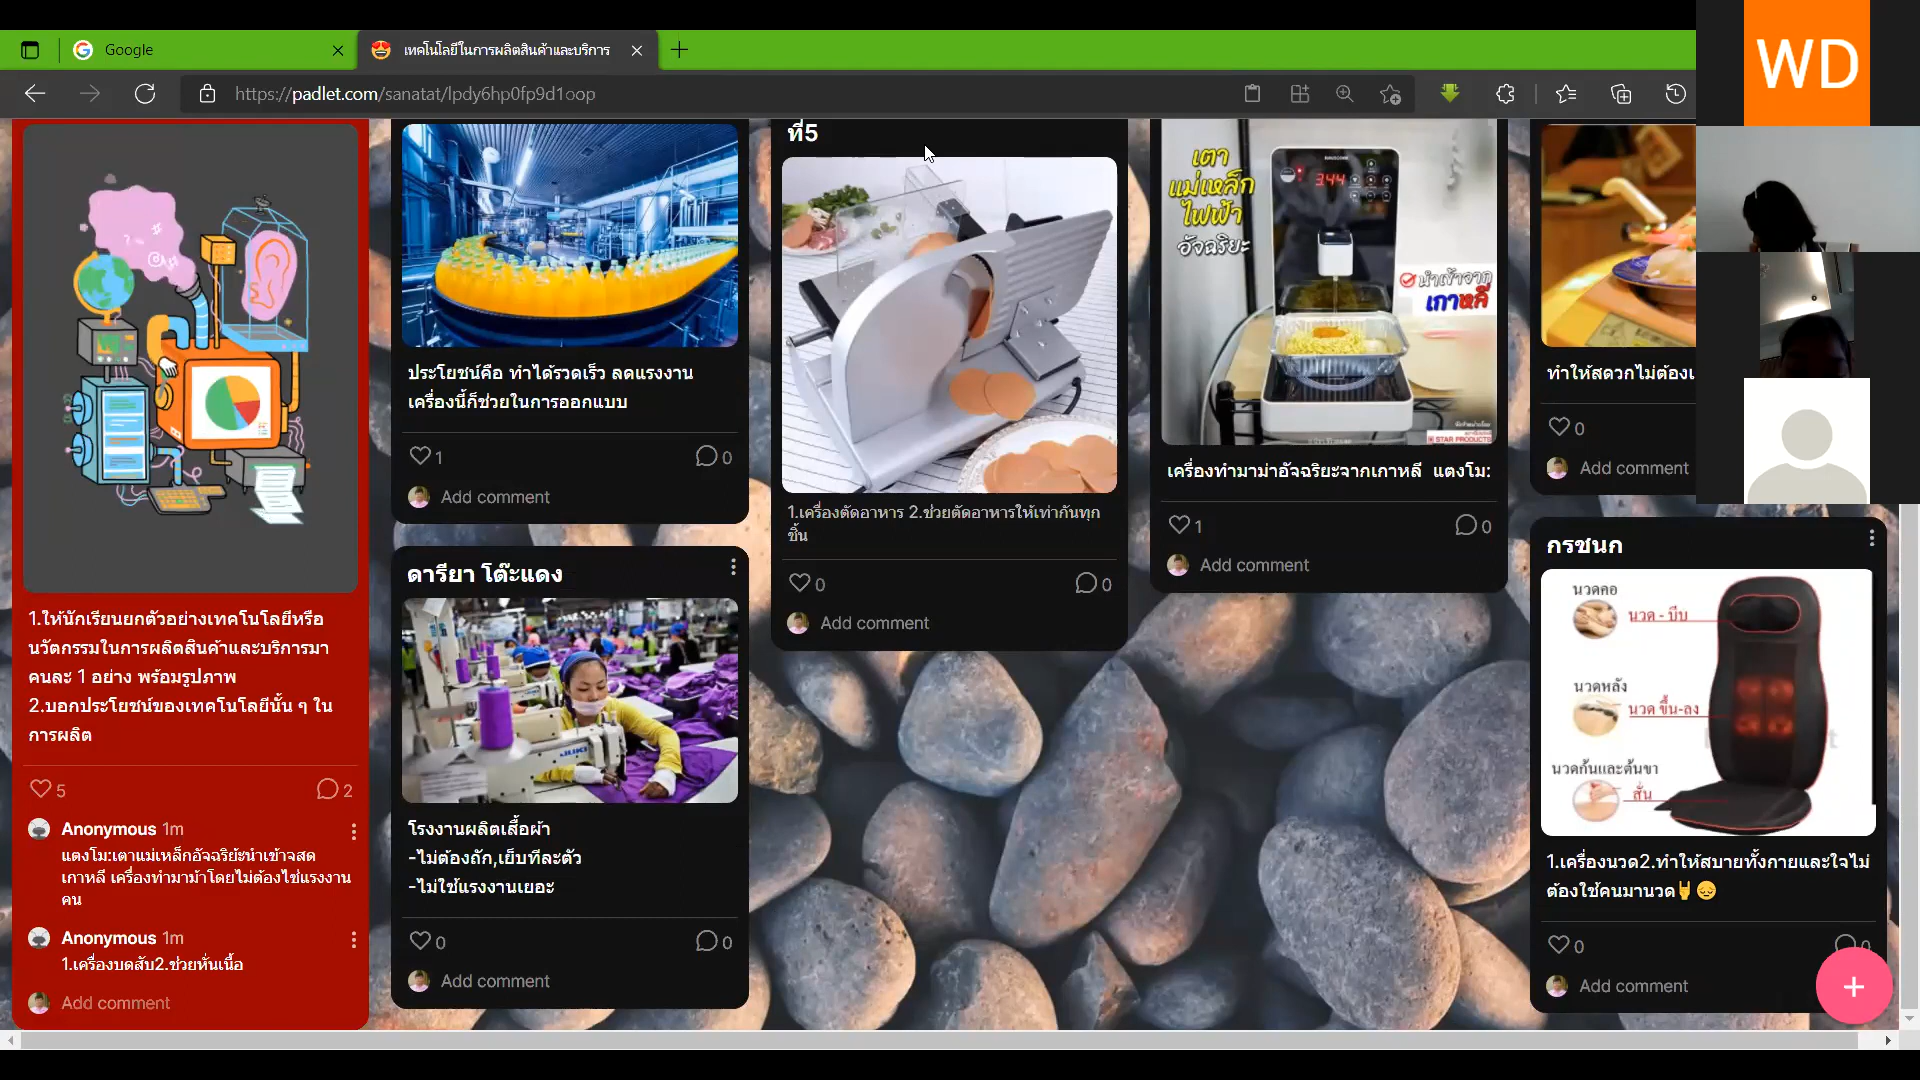 Google
เทคโนโลยีในการผลิตสินค้าและบริการ
https://padlet.com/sanatat/lpdy6hp0fp9d1oop
WD
1.ให้นักเรียนยกตัวอย่างเทคโนโลยีหรือ
นวัตกรรมในการผลิตสินค้าและบริการมา
คนละ 1 อย่าง พร้อมรูปภาพ
2.บอกประโยชน์ของเทคโนโลยีนั้น ๆ ใน
การผลิต
5
2
Anonymous 1m
แตงโม:เตาแม่เหล็กอัจฉริย้ะนำเข้าจสด
เกาหลี เครื่องทำมาม้าโดยไม่ต้องไช่แรงงาน
คน
Anonymous 1m
1.เครื่องบดสับ2.ช่วยหั่นเนื้อ
Add comment
ประโยชน์คือ ทำได้รวดเร็ว ลดแรงงาน
เครื่องนี้ก็ช่วยในการออกแบบ
1
0
Add comment
ดารียา โต๊ะแดง
JUKI
โรงงานผลิตเสื้อผ้า
-ไม่ต้องถัก,เย็บทีละตัว
-ไม่ใช้แรงงานเยอะ
0
0
Add comment
ที่5
1.เครื่องตัดอาหาร 2.ช่วยตัดอาหารให้เท่ากันทุก
ชิ้น
0
0
Add comment
เตา
แม่เหล็ก
ไฟฟ้า
อัจฉริยะ
3:44
นำเข้าจาก
เกาหลี
STAR PRODUCTS
เครื่องทำมาม่าอัจฉริยะจากเกาหลี แตงโม:
1
0
Add comment
ทำให้สดวกไม่ต้องเ
0
Add comment
กรชนก
นวดคอ
นวด - บีบ
นวดหลัง
นวด ขึ้น-ลง
นวดก้นและต้นขา
สั่น
1.เครื่องนวด2.ทำให้สบายทั้งกายและใจไม่
ต้องใช้คนมานวด🤘😔
0
0
Add comment